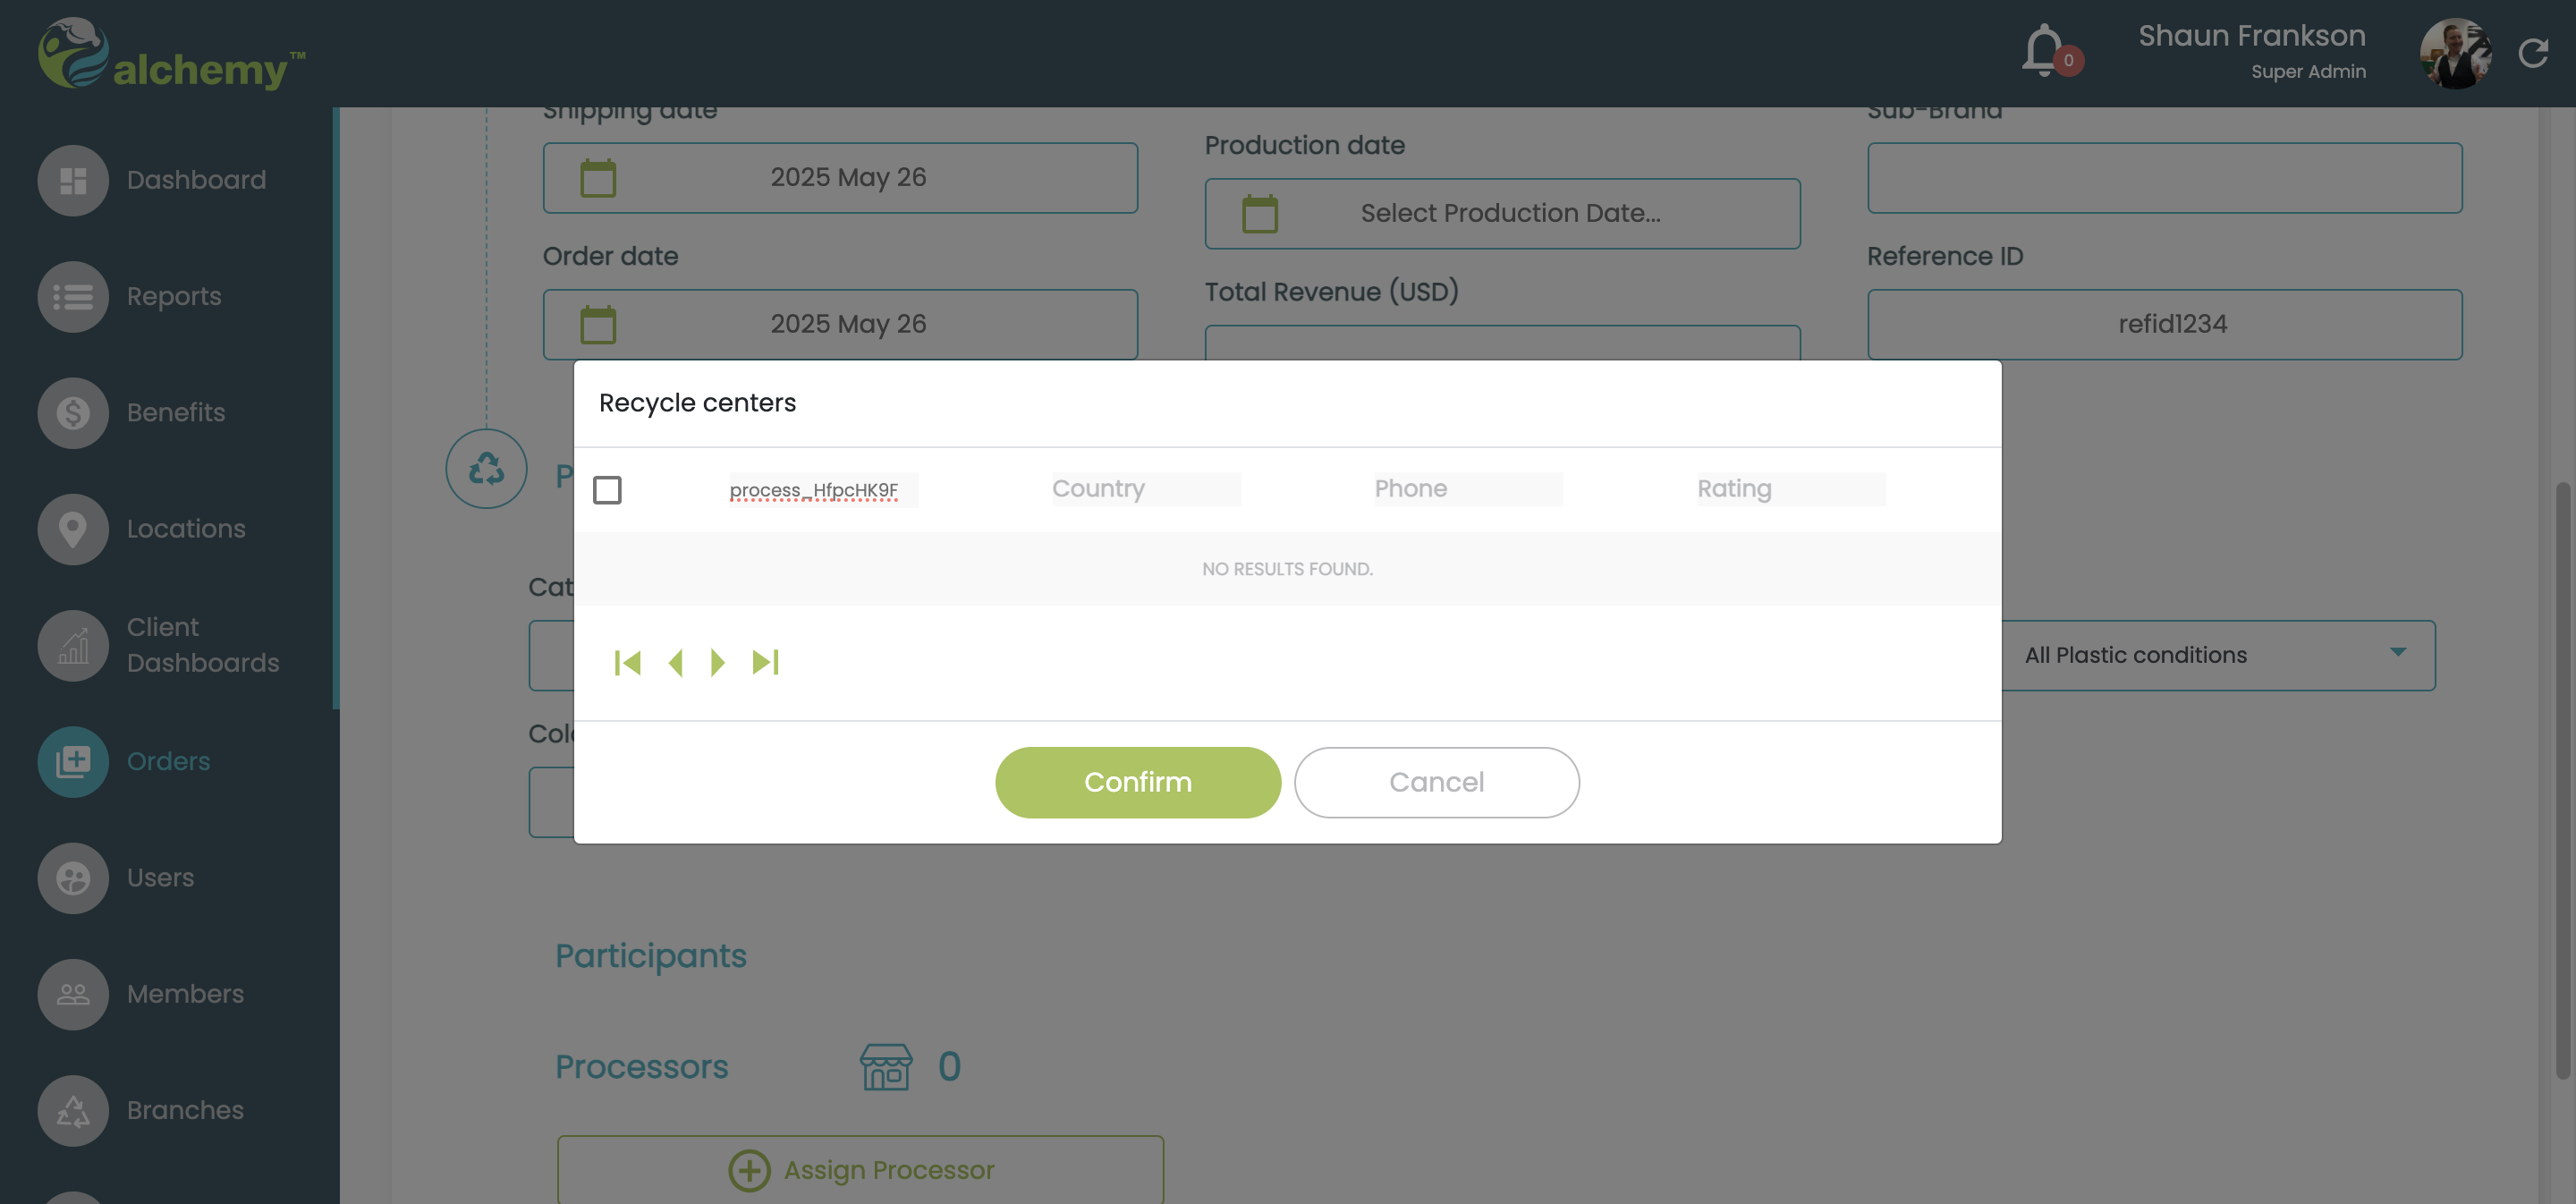 alchemy™
0
Shaun Frankson
Super Admin
Dashboard
Reports
Benefits
Locations
Client
Dashboards
Orders
Users
Members
Branches
Shipping date
2025 May 26
Production date
Select Production Date...
Sub-Brand
Order date
2025 May 26
Total Revenue (USD)
Reference ID
refid1234
Recycle centers
process_HfpcHK9F
Country
Phone
Rating
NO RESULTS FOUND.
All Plastic conditions
Confirm
Cancel
Participants
Processors
0
Assign Processor